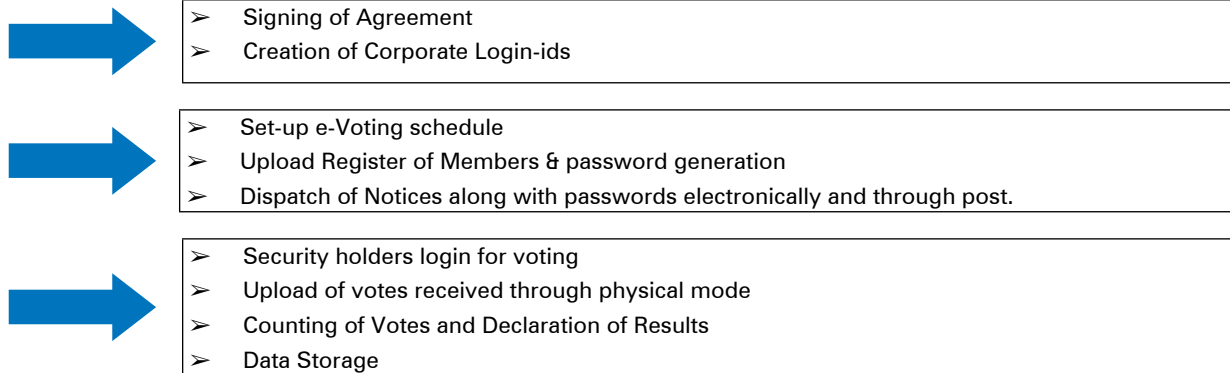 ➢ Signing of Agreement
➢ Creation of Corporate Login-ids
➢ Set-up e-Voting schedule
➢ Upload Register of Members & password generation
➢ Dispatch of Notices along with passwords electronically and through post.
➢ Security holders login for voting
➢ Upload of votes received through physical mode
➢ Counting of Votes and Declaration of Results
➢ Data Storage